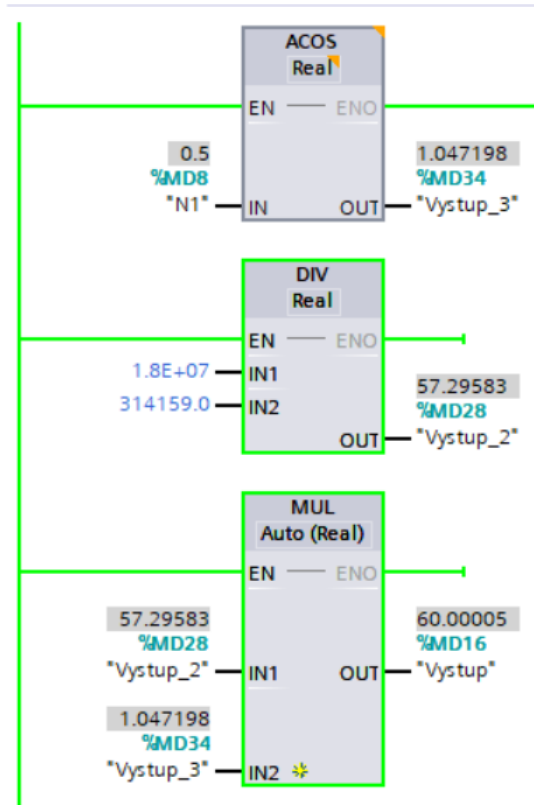 ACOS
Real
EN ENO
0.5 1.047198
%MD8 %MD34
"N1" IN OUT "Vystup_3"
DIV
Real
EN ENO
1.8E+07 IN1
57.29583
314159.0 IN2 %MD28
OUT "Vystup_2"
MUL
Auto (Real)
EN ENO
57.29583 60.00005
%MD28 %MD16
"Vystup_2" IN1 OUT "Vystup"
1.047198
%MD34
"Vystup_3" IN2